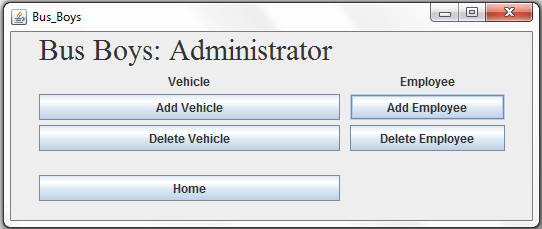 Bus_Boys
Bus Boys: Administrator
Vehicle Employee
Add Vehicle Add Employee
Delete Vehicle Delete Employee
Home